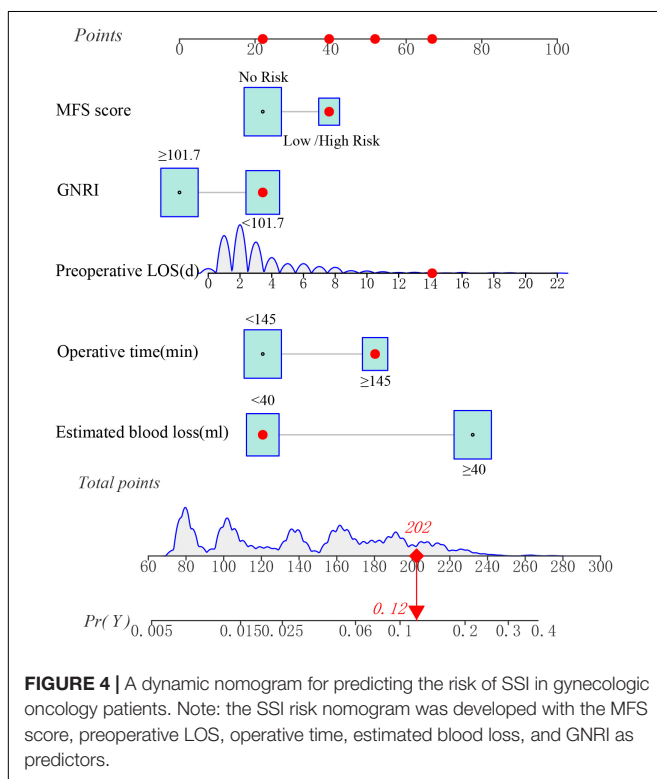 Points
0 20 40 60 80 100
No Risk
MFS score
Low /High Risk
≥101.7
GNRI
<101.7
Preoperative LOS(d)
0 2 4 6 8 10 12 14 16 18 20 22
<145
Operative time(min)
≥145
<40
Estimated blood loss(ml)
≥40
Total points
202
60 80 100 120 140 160 180 200 220 240 260 280 300
0.12
Pr(Y)
0.005 0.015 0.025 0.06 0.1 0.2 0.3 0.4
FIGURE 4 | A dynamic nomogram for predicting the risk of SSI in gynecologic
oncology patients. Note: the SSI risk nomogram was developed with the MFS
score, preoperative LOS, operative time, estimated blood loss, and GNRI as
predictors.